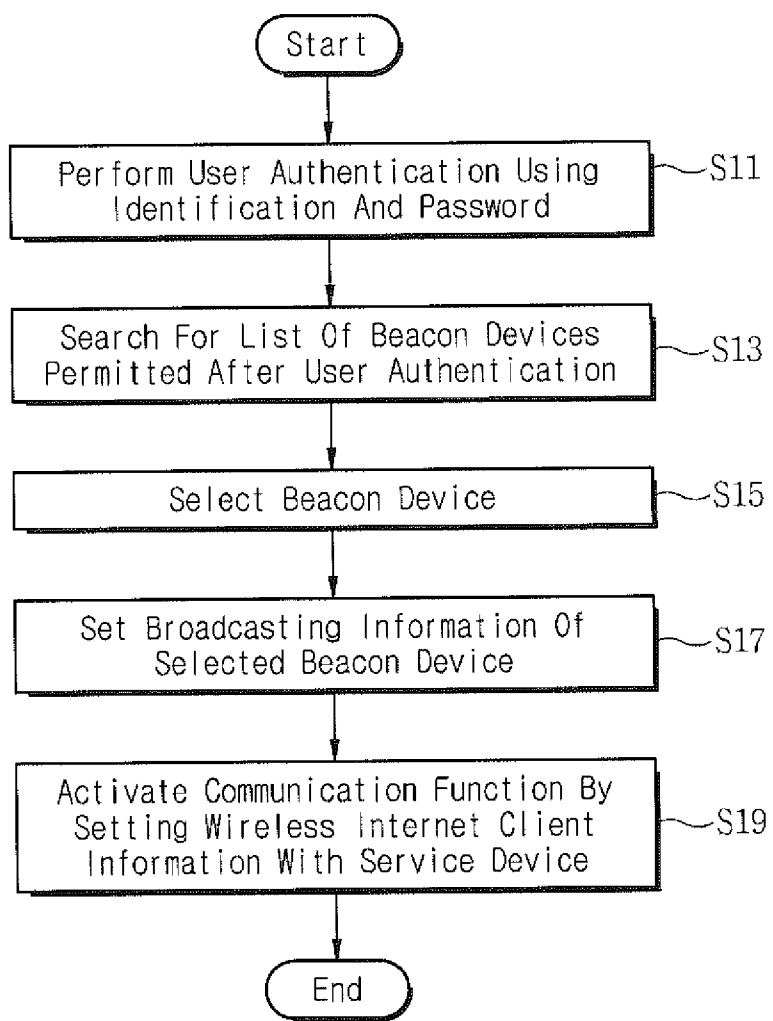 Start
Perform User Authentication Using
Identification And Password
S11
Search For List Of Beacon Devices
Permitted After User Authentication
S13
Select Beacon Device
S15
Set Broadcasting Information Of
Selected Beacon Device
S17
Activate Communication Function By
Setting Wireless Internet Client
Information With Service Device
S19
End